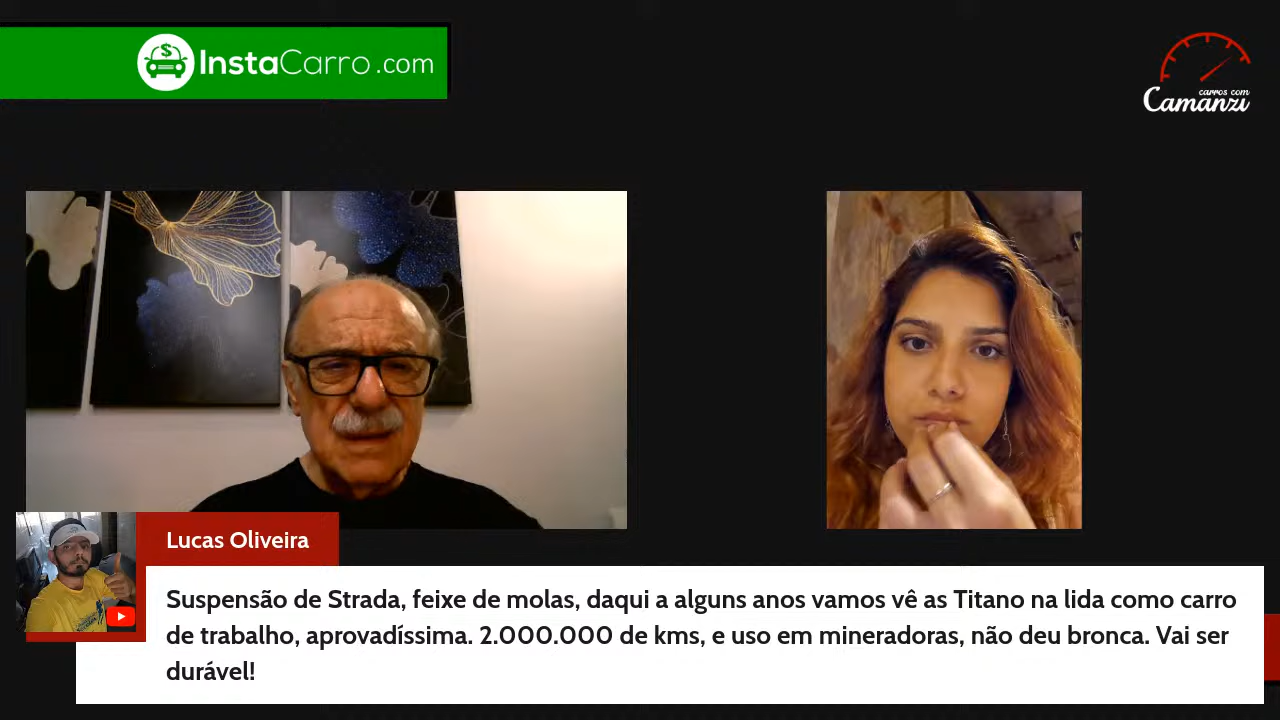 InstaCarro.com
carros com
Camanzi
Lucas Oliveira
Suspensão de Strada, feixe de molas, daqui a alguns anos vamos vê as Titano na lida como carro
de trabalho, aprovadíssima. 2.000.000 de kms, e uso em mineradoras, não deu bronca. Vai ser
durável!